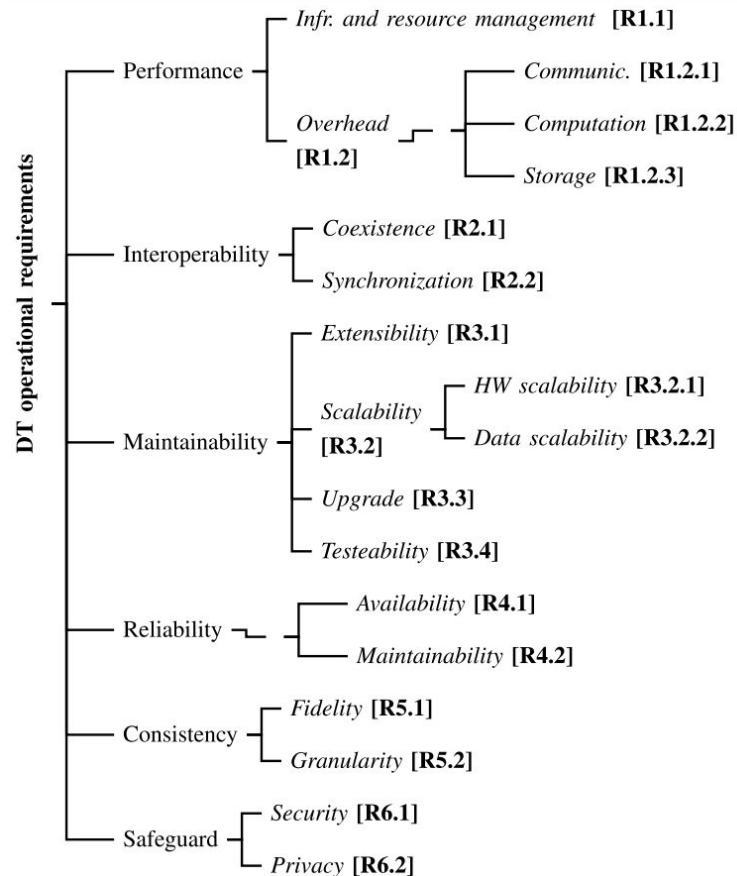 DT operational requirements
Performance
Infr. and resource management [R1.1]
Overhead
[R1.2]
Communic. [R1.2.1]
Computation [R1.2.2]
Storage [R1.2.3]
Interoperability
Coexistence [R2.1]
Synchronization [R2.2]
Maintainability
Extensibility [R3.1]
Scalability
[R3.2]
HW scalability [R3.2.1]
Data scalability [R3.2.2]
Upgrade [R3.3]
Testeability [R3.4]
Reliability
Availability [R4.1]
Maintainability [R4.2]
Consistency
Fidelity [R5.1]
Granularity [R5.2]
Safeguard
Security [R6.1]
Privacy [R6.2]